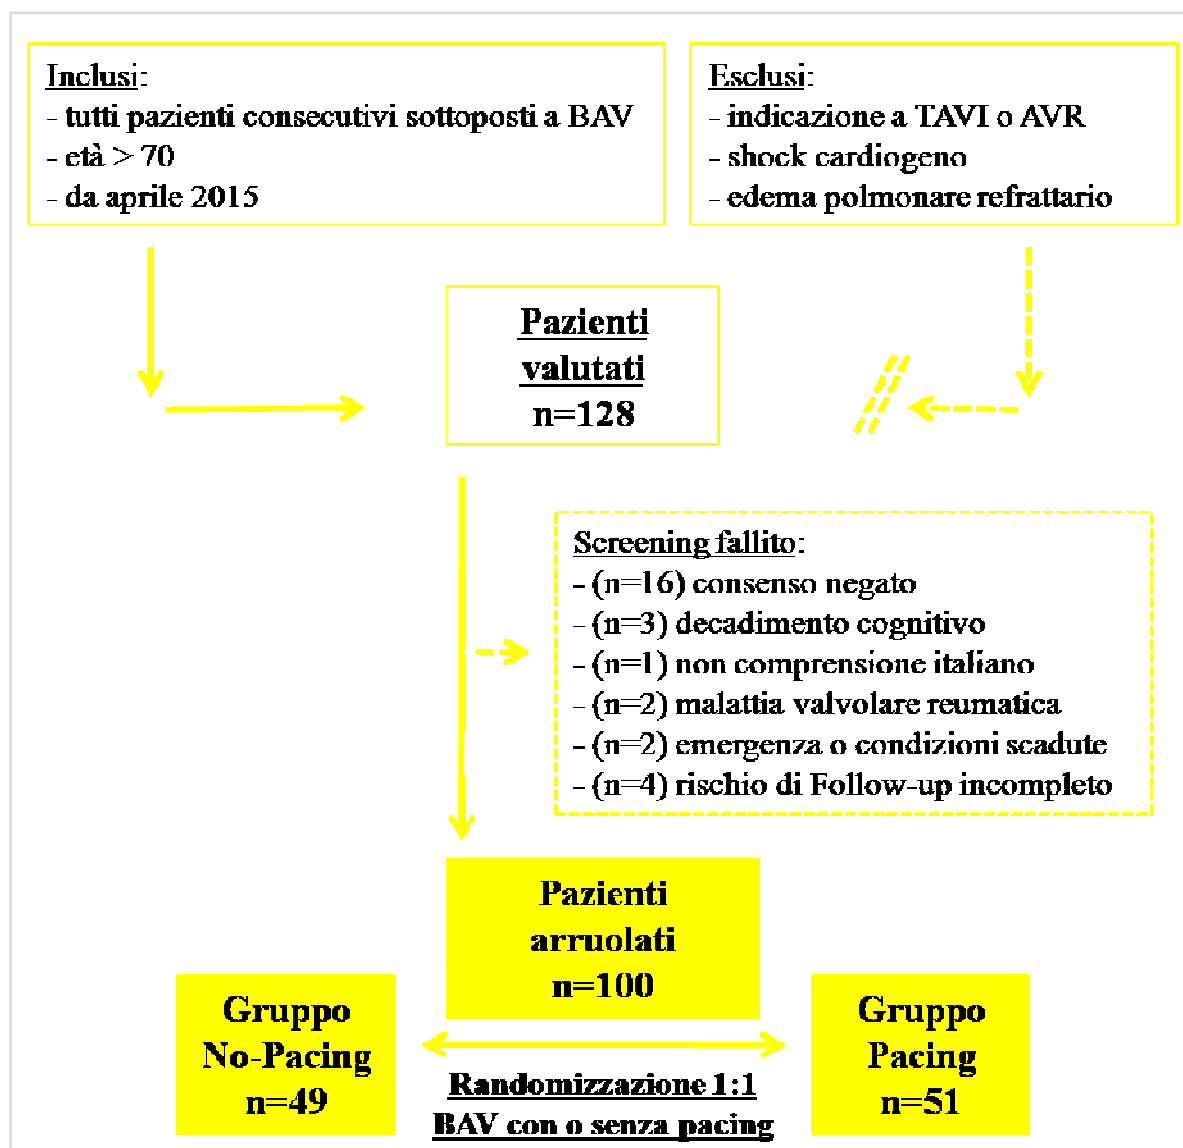 Inclusi:
- tutti pazienti consecutivi sottoposti a BAV
- età > 70
- da aprile 2015
Esclusi:
- indicazione a TAVI o AVR
- shock cardiogeno
- edema polmonare refrattario
Pazienti
valutati
n=128
Screening fallito:
- (n=16) consenso negato
- (n=3) decadimento cognitivo
- (n=1) non comprensione italiano
- (n=2) malattia valvolare reumatica
- (n=2) emergenza o condizioni scadute
- (n=4) rischio di Follow-up incompleto
Pazienti
arruolati
n=100
Gruppo
No-Pacing
n=49
Randomizzazione 1:1
BAV con o senza pacing
Gruppo
Pacing
n=51